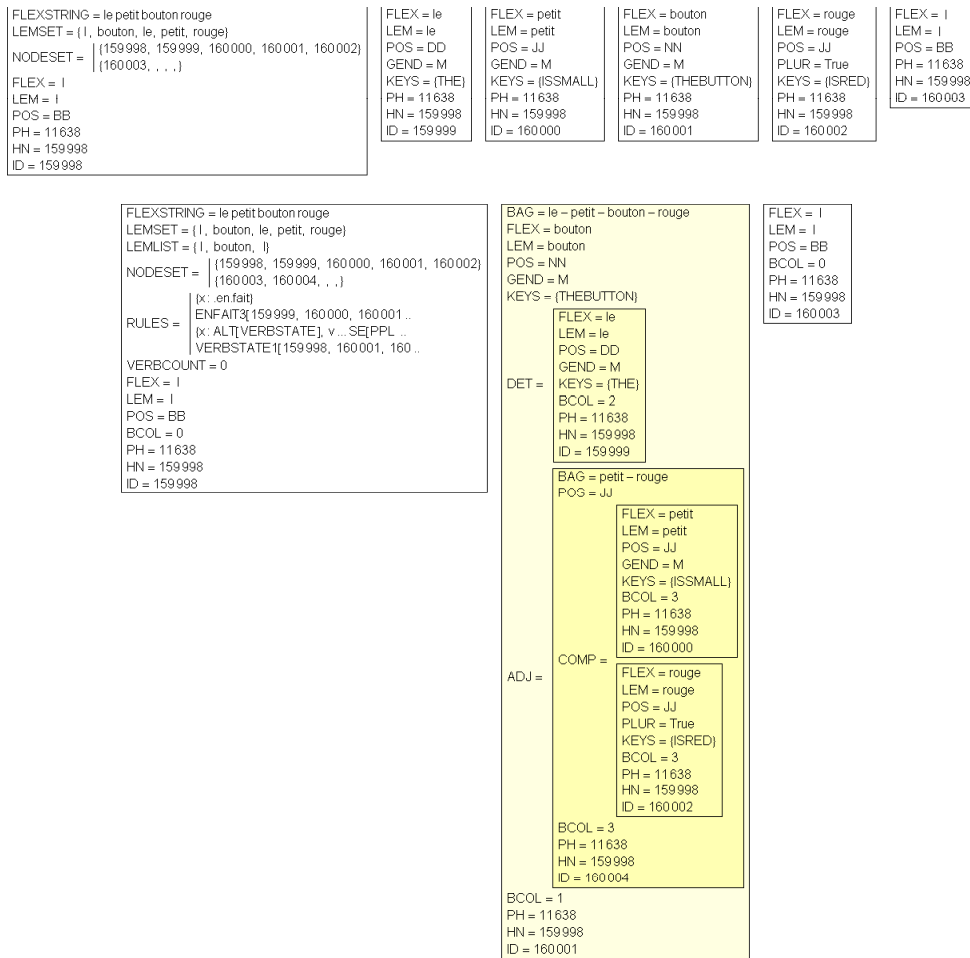 FLEXSTRING = le petit bouton rouge
LEMSET = {|, bouton, le, petit, rouge}
NODESET = {159998, 159999, 160000, 160001, 160002}
{160003, , , ,}
FLEX = |
LEM = |
POS = BB
PH = 11638
HN = 159998
ID = 159998
FLEX = le
LEM = le
POS = DD
GEND = M
KEYS = {THE}
PH = 11638
HN = 159998
ID = 159999
FLEX = petit
LEM = petit
POS = JJ
GEND = M
KEYS = {ISSMALL}
PH = 11638
HN = 159998
ID = 160000
FLEX = bouton
LEM = bouton
POS = NN
GEND = M
KEYS = {THEBUTTON}
PH = 11638
HN = 159998
ID = 160001
FLEX = rouge
LEM = rouge
POS = JJ
PLUR = True
KEYS = {ISRED}
PH = 11638
HN = 159998
ID = 160002
FLEX = |
LEM = |
POS = BB
PH = 11638
HN = 159998
ID = 160003
FLEXSTRING = le petit bouton rouge
LEMSET = {|, bouton, le, petit, rouge}
LEMLIST = {|, bouton, |}
NODESET = {159998, 159999, 160000, 160001, 160002}
{160003, 160004, , ,}
RULES = {x: .en.fait}
ENFAIT3[159999, 160000, 160001..
{x: ALT[VERBSTATE], v...SE[PPL ..
VERBSTATE1[159998, 160001, 160..
VERBCOUNT = 0
FLEX = |
LEM = |
POS = BB
BCOL = 0
PH = 11638
HN = 159998
ID = 159998
BAG = le – petit – bouton – rouge
FLEX = bouton
LEM = bouton
POS = NN
GEND = M
KEYS = {THEBUTTON}
DET =
FLEX = le
LEM = le
POS = DD
GEND = M
KEYS = {THE}
BCOL = 2
PH = 11638
HN = 159998
ID = 159999
ADJ =
BAG = petit – rouge
POS = JJ
COMP =
FLEX = petit
LEM = petit
POS = JJ
GEND = M
KEYS = {ISSMALL}
BCOL = 3
PH = 11638
HN = 159998
ID = 160000
FLEX = rouge
LEM = rouge
POS = JJ
PLUR = True
KEYS = {ISRED}
BCOL = 3
PH = 11638
HN = 159998
ID = 160002
BCOL = 3
PH = 11638
HN = 159998
ID = 160004
BCOL = 1
PH = 11638
HN = 159998
ID = 160001
FLEX = |
LEM = |
POS = BB
BCOL = 0
PH = 11638
HN = 159998
ID = 160003